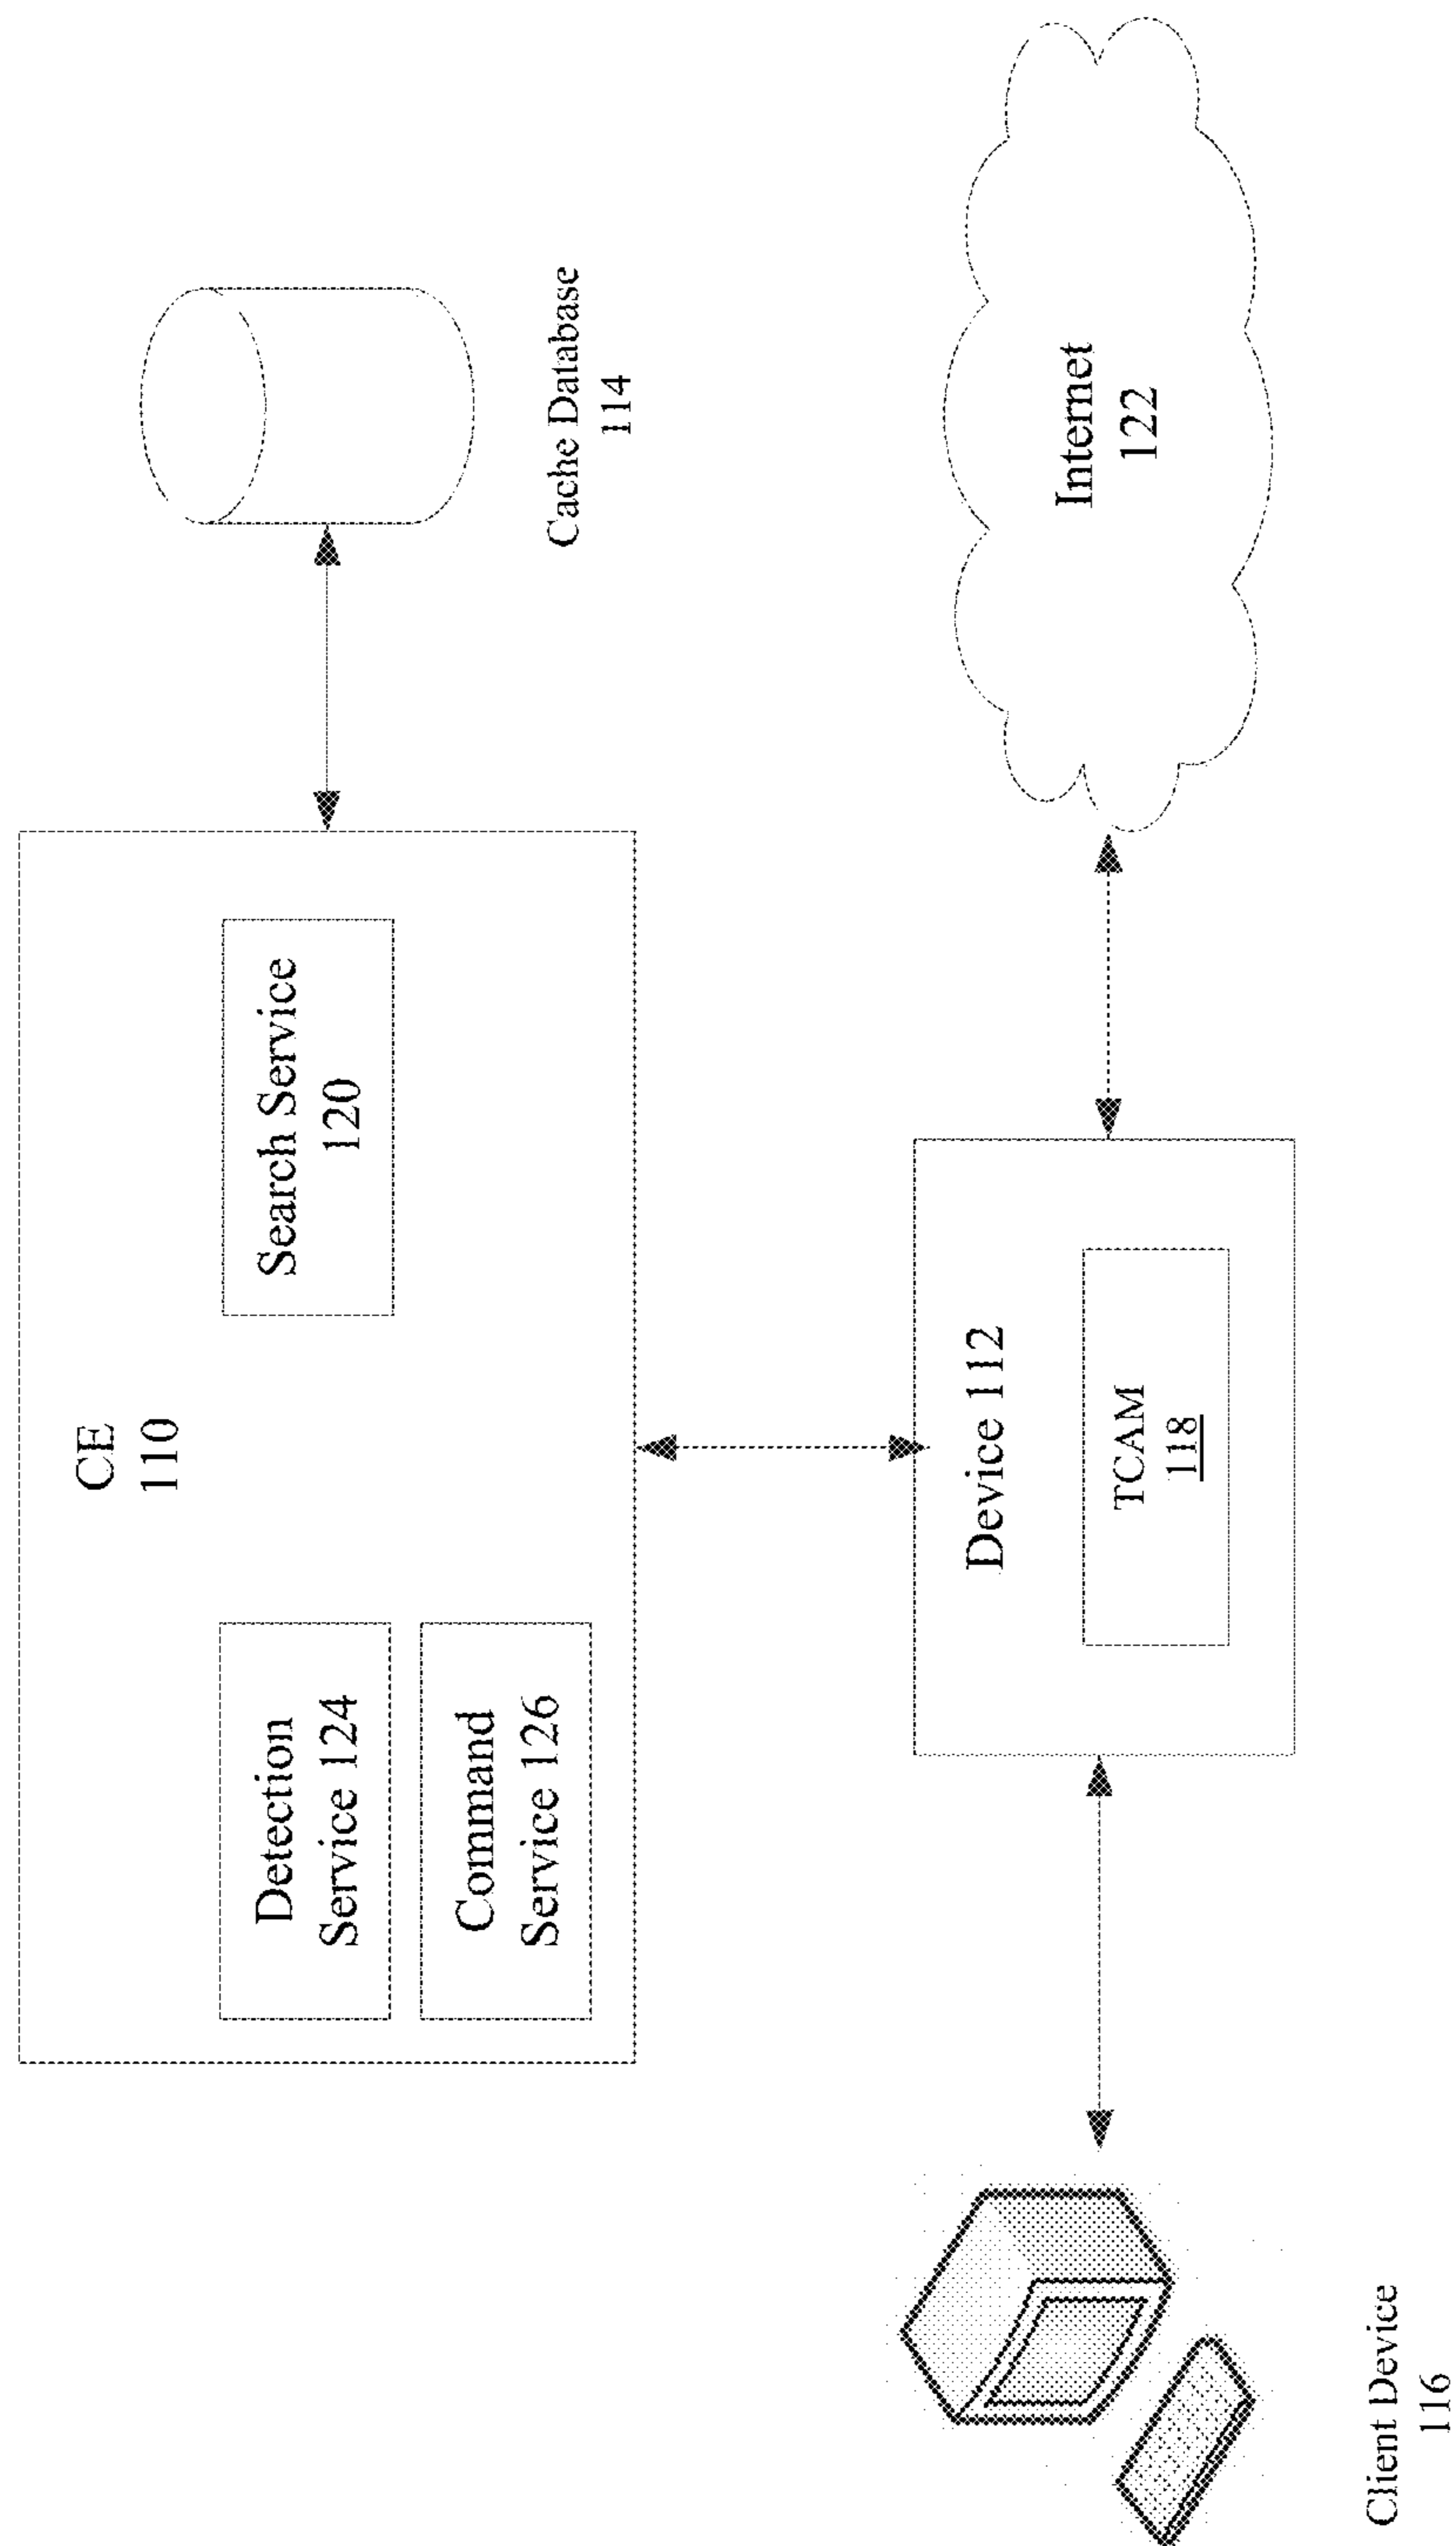 CE
110
Detection
Service 124
Command
Service 126
Search Service
120
Cache Database
114
Device 112
TCAM
118
Internet
122
Client Device
116